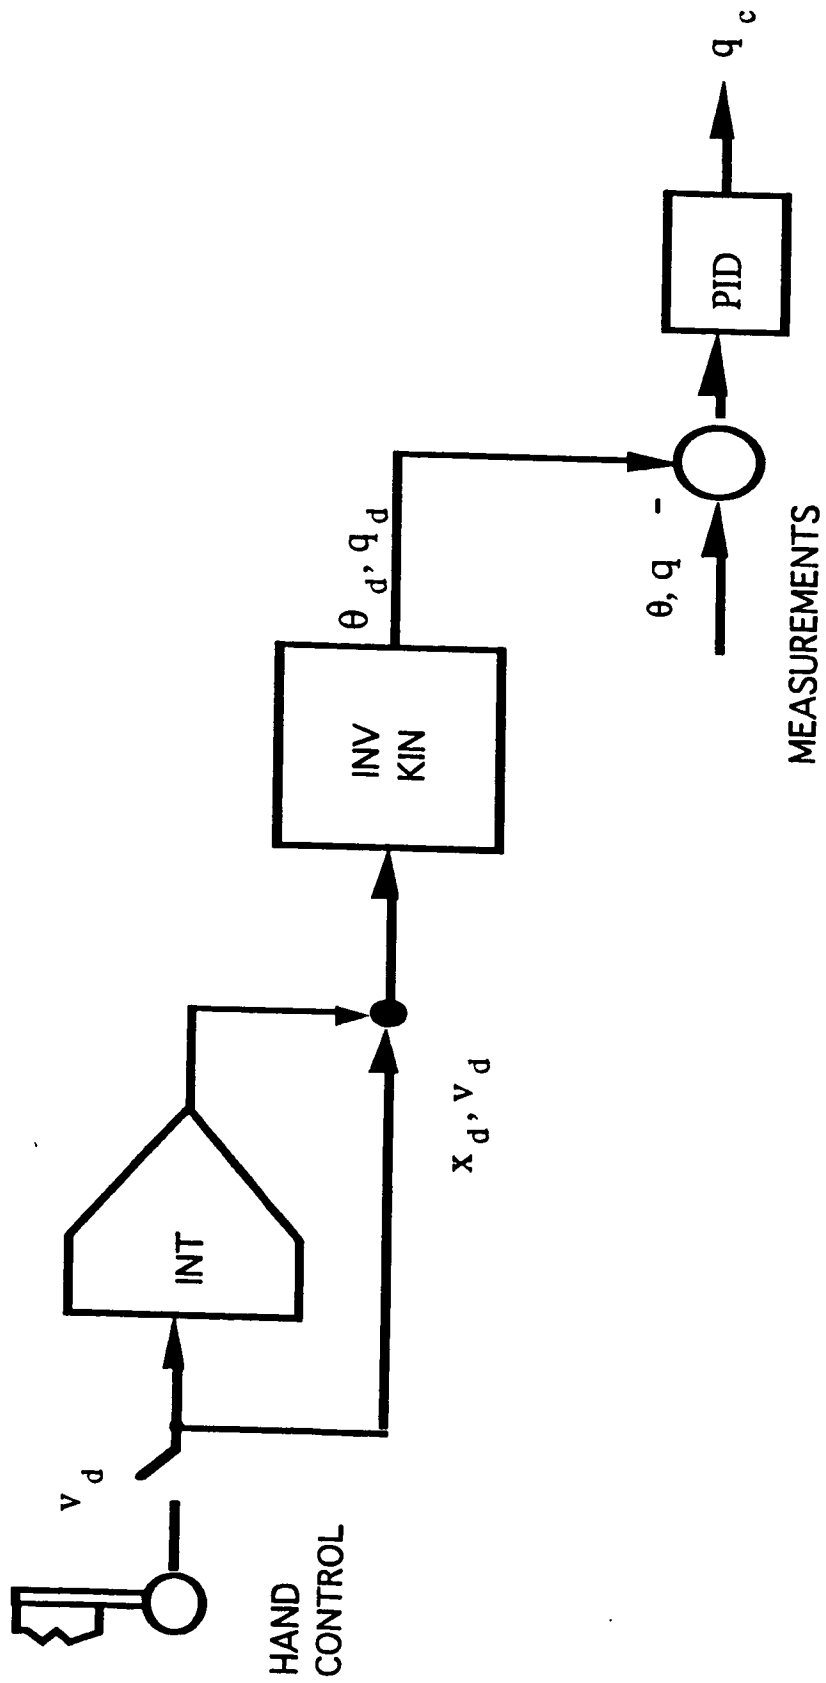 HAND
CONTROL
v d
INT
x d, v d
INV
KIN
θ d, q d
θ, q
-
MEASUREMENTS
PID
q c